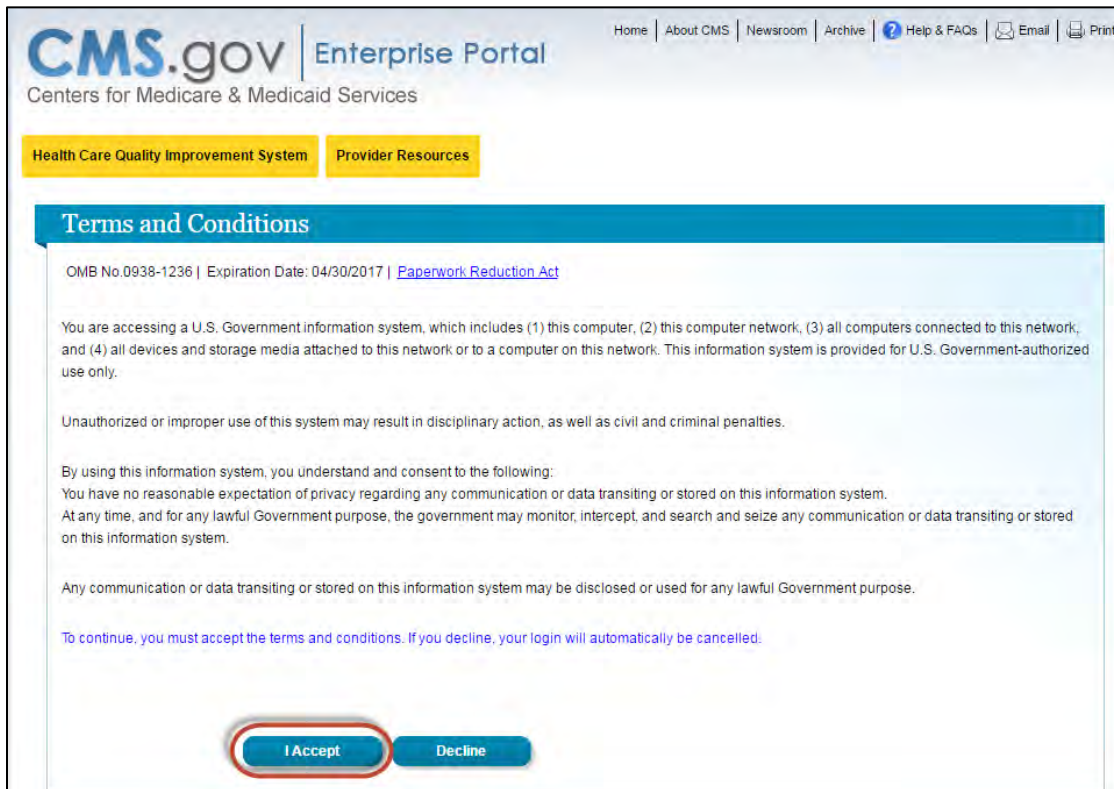 Home | About CMS | Newsroom | Archive | Help & FAQs | Email | Print
CMS.gov | Enterprise Portal
Centers for Medicare & Medicaid Services
Health Care Quality Improvement System Provider Resources
Terms and Conditions
OMB No.0938-1236 | Expiration Date: 04/30/2017 | Paperwork Reduction Act
You are accessing a U.S. Government information system, which includes (1) this computer, (2) this computer network, (3) all computers connected to this network,
and (4) all devices and storage media attached to this network or to a computer on this network. This information system is provided for U.S. Government-authorized
use only.
Unauthorized or improper use of this system may result in disciplinary action, as well as civil and criminal penalties.
By using this information system, you understand and consent to the following:
You have no reasonable expectation of privacy regarding any communication or data transiting or stored on this information system.
At any time, and for any lawful Government purpose, the government may monitor, intercept, and search and seize any communication or data transiting or stored
on this information system.
Any communication or data transiting or stored on this information system may be disclosed or used for any lawful Government purpose.
To continue, you must accept the terms and conditions. If you decline, your login will automatically be cancelled.
I Accept Decline